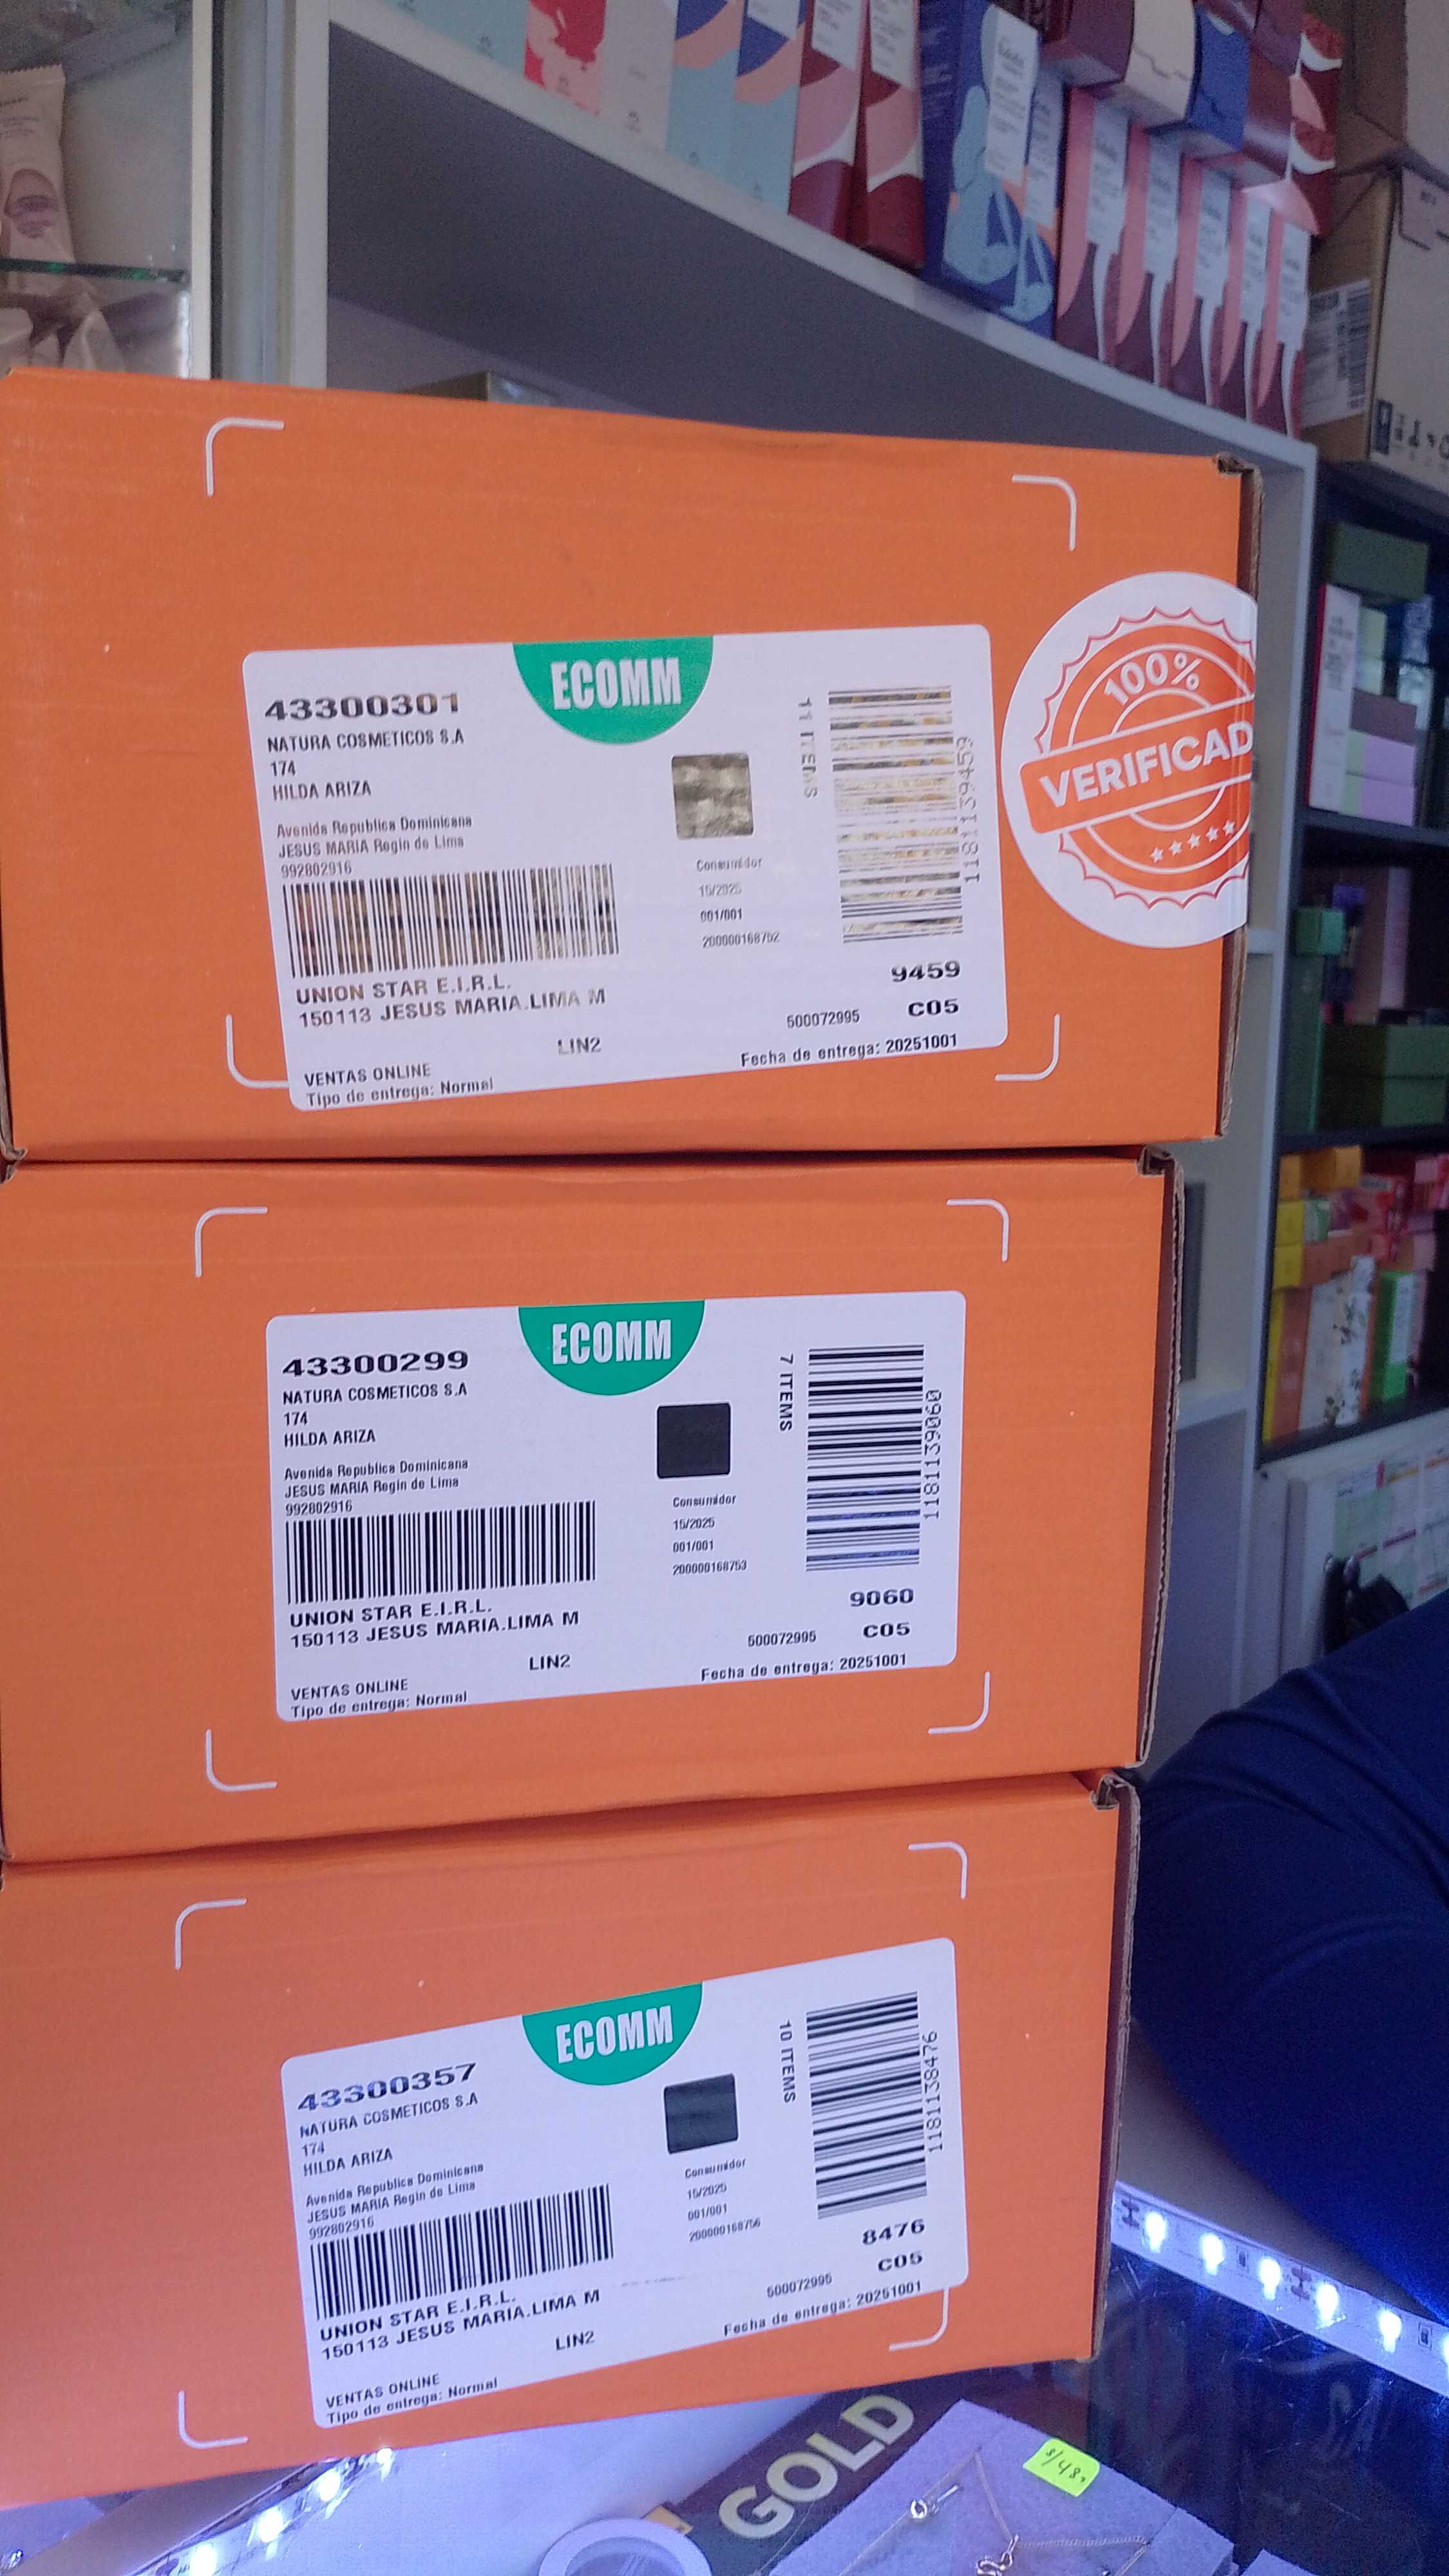 43300301
NATURA COSMETICOS S.A
174
HILDA ARIZA
Avenida Republica Dominicana
JESUS MARIA Regin de Lima
992802916
UNION STAR E.I.R.L.
150113 JESUS MARIA.LIMA M
LIN2
VENTAS ONLINE
Tipo de entrega: Normal
ECOMM
11 ITEMS
1181139459
Consumidor
15/2025
001/001
200000168752
9459
500072995 C05
Fecha de entrega: 20251001
100%
VERIFICAD
43300299
NATURA COSMETICOS S.A
174
HILDA ARIZA
Avenida Republica Dominicana
JESUS MARIA Regin de Lima
992802916
UNION STAR E.I.R.L.
150113 JESUS MARIA.LIMA M
LIN2
VENTAS ONLINE
Tipo de entrega: Normal
ECOMM
7 ITEMS
1181139060
Consumidor
15/2025
001/001
200000168753
9060
500072995 C05
Fecha de entrega: 20251001
43300357
NATURA COSMETICOS S.A
174
HILDA ARIZA
Avenida Republica Dominicana
JESUS MARIA Regin de Lima
992802916
UNION STAR E.I.R.L.
150113 JESUS MARIA.LIMA M
LIN2
VENTAS ONLINE
Tipo de entrega: Normal
ECOMM
10 ITEMS
1181138476
Consumidor
15/2025
001/001
200000168756
8476
500072995 C05
Fecha de entrega: 20251001
GOLD